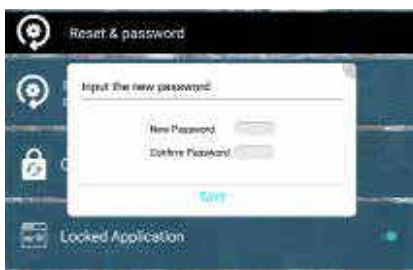 Reset & password
Input the new password
New Password
Confirm Password
Save
Locked Application